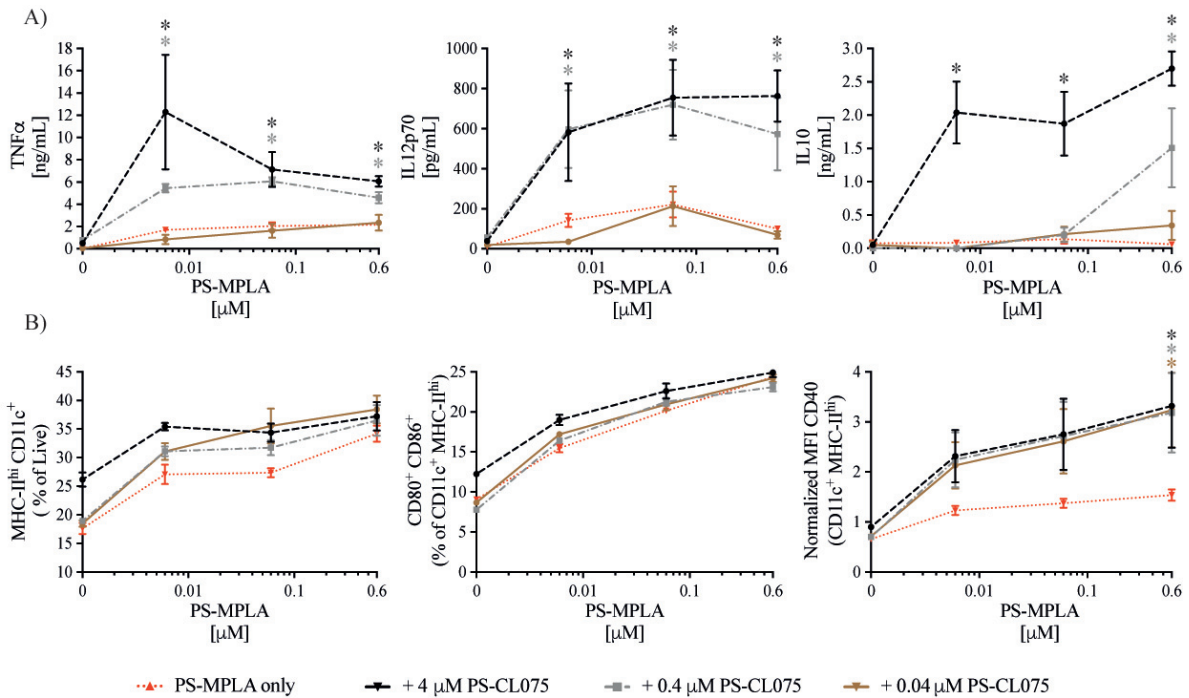 A)
TNFα
[ng/mL]
18
16
14
12
10
8
6
4
2
0
* * *
* * *
0 0.01 0.1 0.6
PS-MPLA
[μM]
IL12p70
[pg/mL]
1000
800
600
400
200
0
* * *
* * *
0 0.01 0.1 0.6
PS-MPLA
[μM]
IL10
[ng/mL]
3.0
2.5
2.0
1.5
1.0
0.5
0.0
* * *
*
0 0.01 0.1 0.6
PS-MPLA
[μM]
B)
MHC-IIhi CD11c+
( % of Live)
45
40
35
30
25
20
15
10
0 0.01 0.1 0.6
PS-MPLA
[μM]
CD80+ CD86+
(% of CD11c+ MHC-IIhi)
25
20
15
10
5
0
0 0.01 0.1 0.6
PS-MPLA
[μM]
Normalized MFI CD40
(CD11c+ MHC-IIhi)
4
3
2
1
0
*
*
*
0 0.01 0.1 0.6
PS-MPLA
[μM]
PS-MPLA only + 4 μM PS-CL075 + 0.4 μM PS-CL075 + 0.04 μM PS-CL075